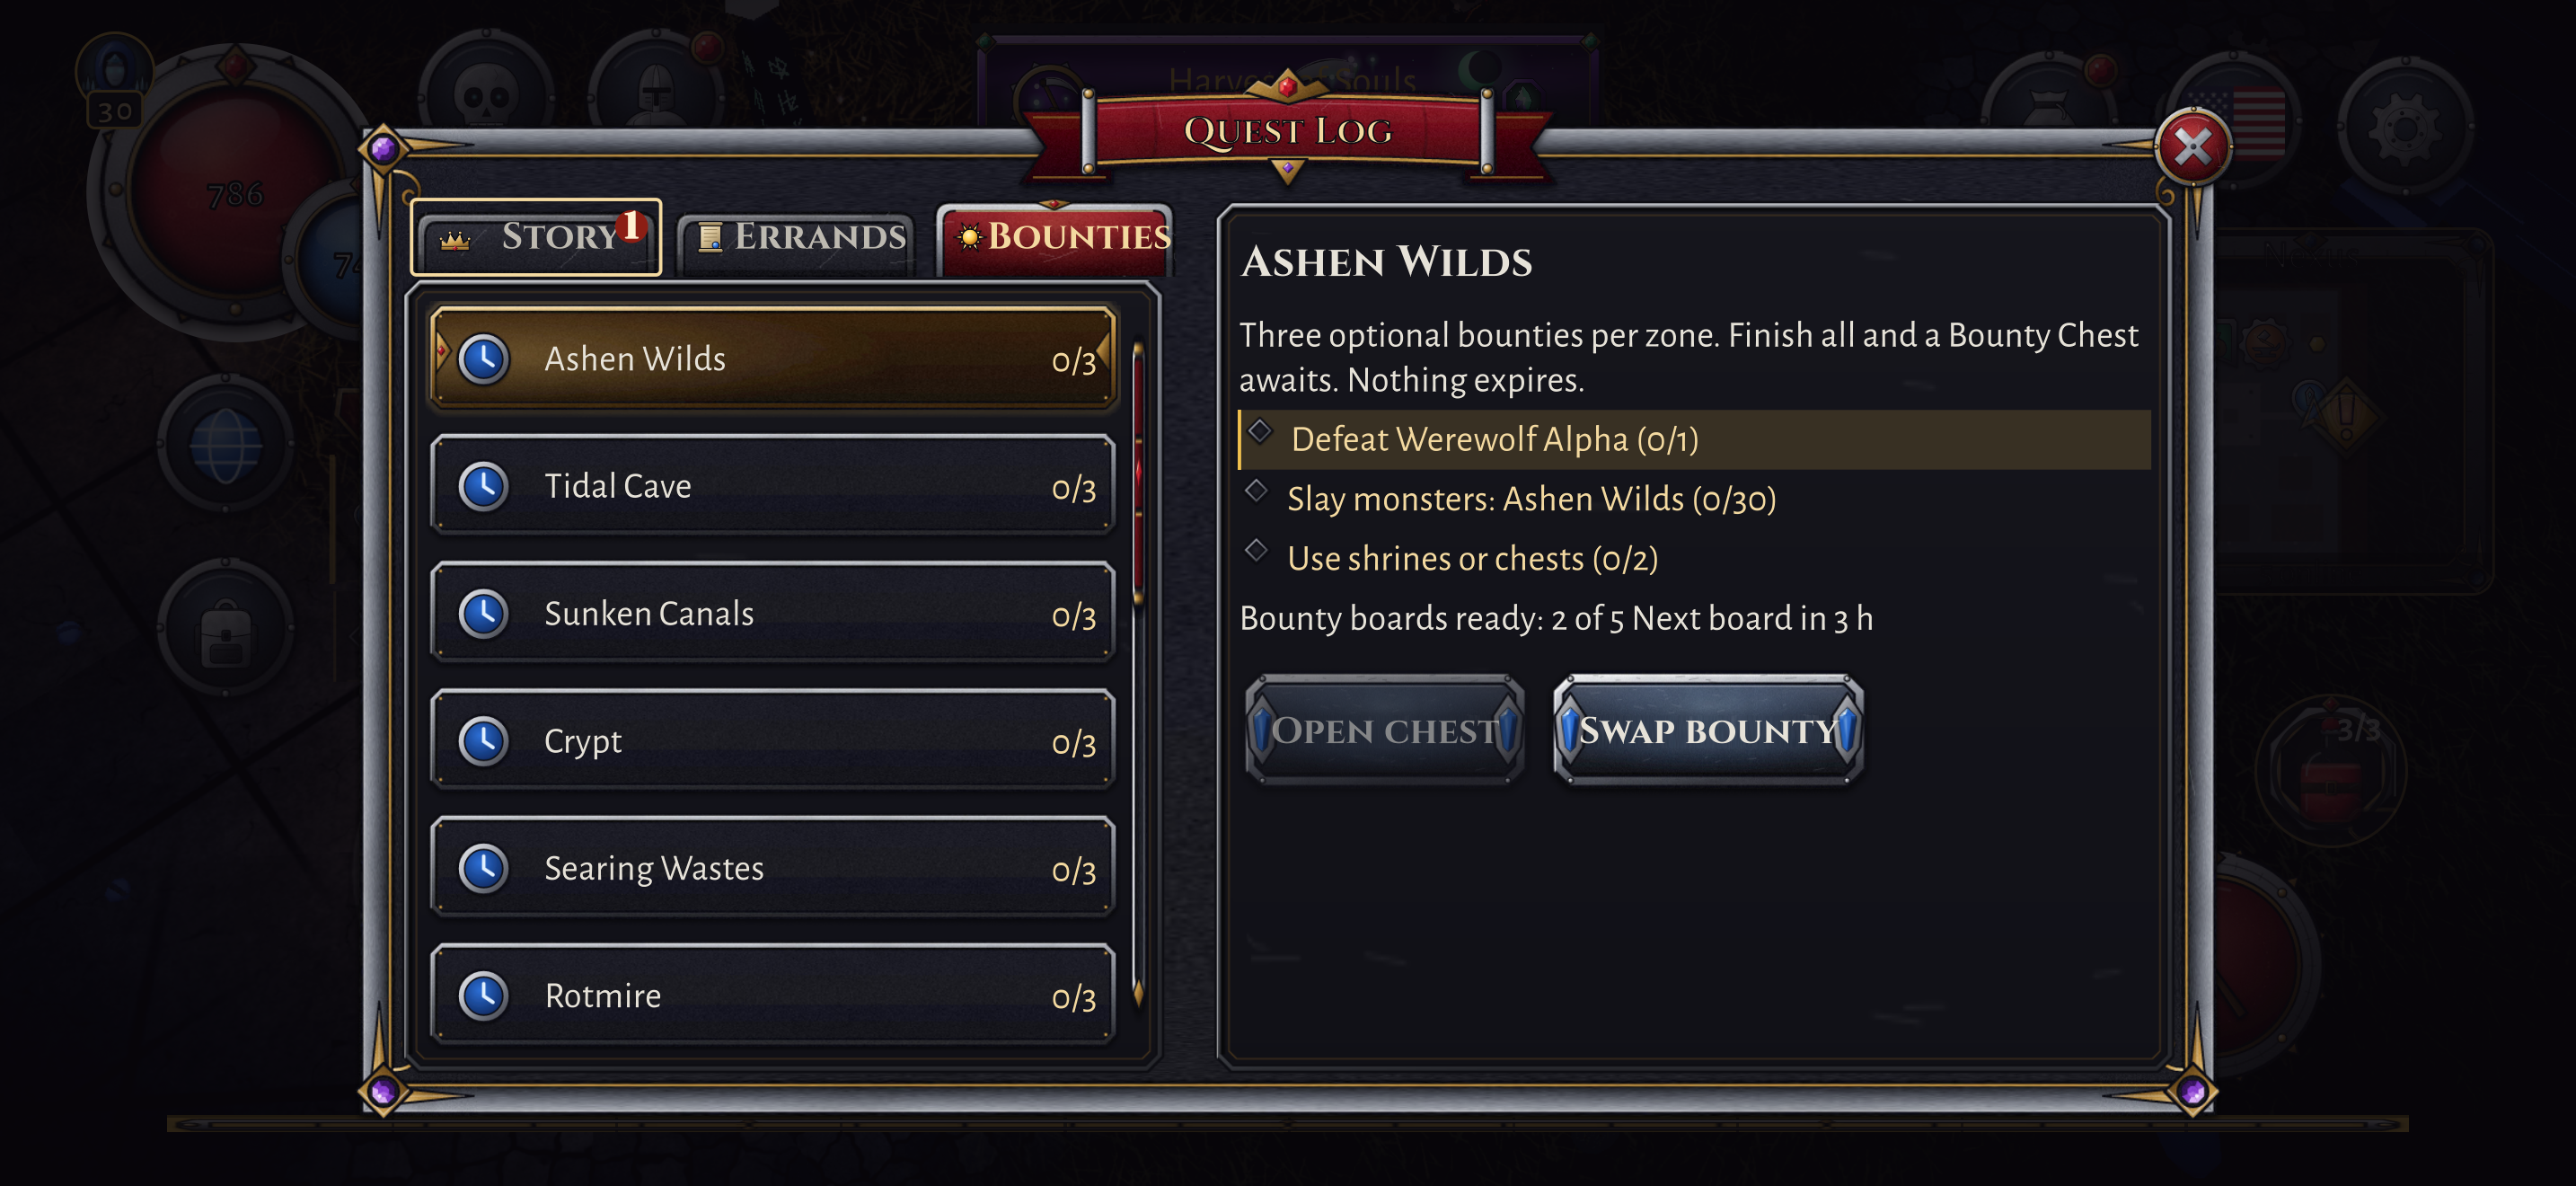 30
Quest Log
786
Story 1
Errands
Bounties
Ashen Wilds 0/3
Tidal Cave 0/3
Sunken Canals 0/3
Crypt 0/3
Searing Wastes 0/3
Rotmire 0/3
Ashen Wilds
Three optional bounties per zone. Finish all and a Bounty Chest
awaits. Nothing expires.
Defeat Werewolf Alpha (0/1)
Slay monsters: Ashen Wilds (0/30)
Use shrines or chests (0/2)
Bounty boards ready: 2 of 5 Next board in 3 h
Open chest
Swap bounty
3/3